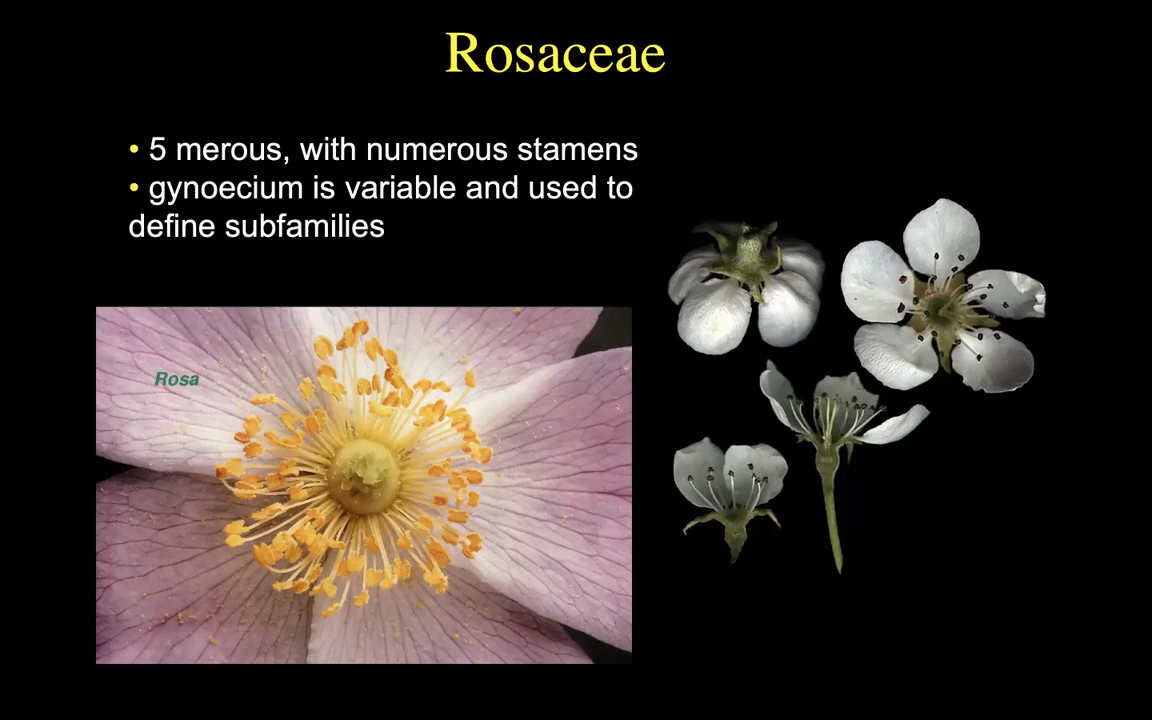 Rosaceae
• 5 merous, with numerous stamens
• gynoecium is variable and used to
define subfamilies
Rosa